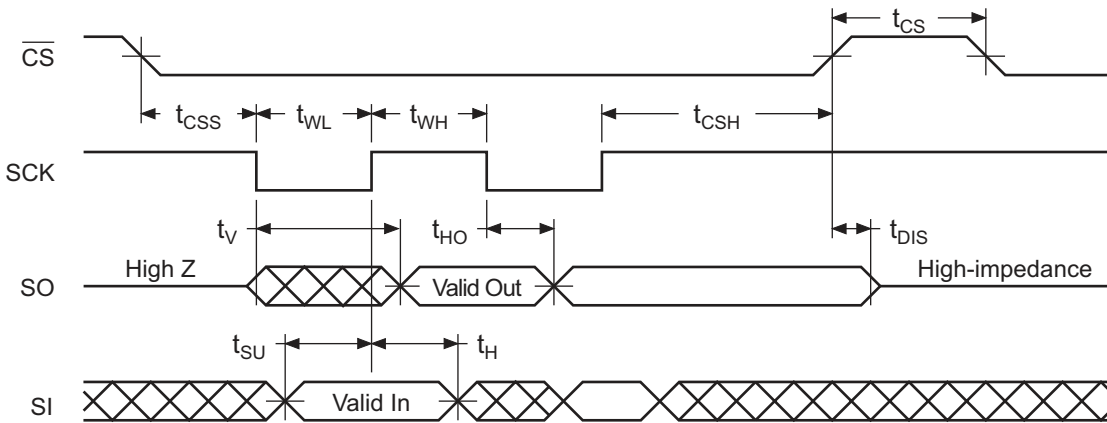 t_CS
C̅S̅
t_CSS
t_WL
t_WH
t_CSH
SCK
t_V
t_HO
t_DIS
High Z
Valid Out
High-impedance
SO
t_SU
t_H
SI
Valid In